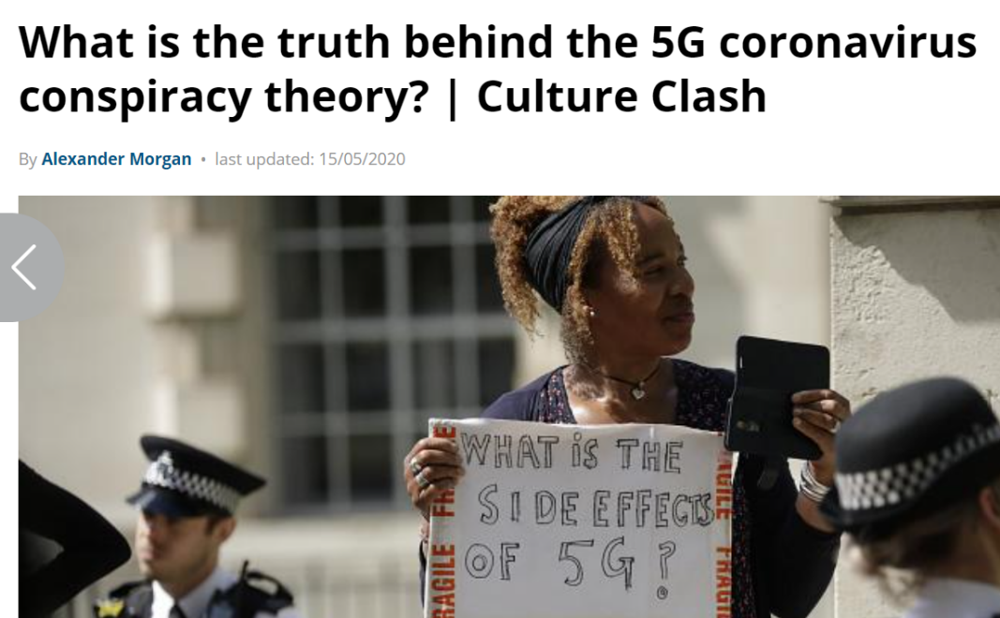 What is the truth behind the 5G coronavirus
conspiracy theory? | Culture Clash
By Alexander Morgan • last updated: 15/05/2020
WHAT iS THE
SIDE EFFECTS
OF 5G?
FRAGILE
FRAGILE